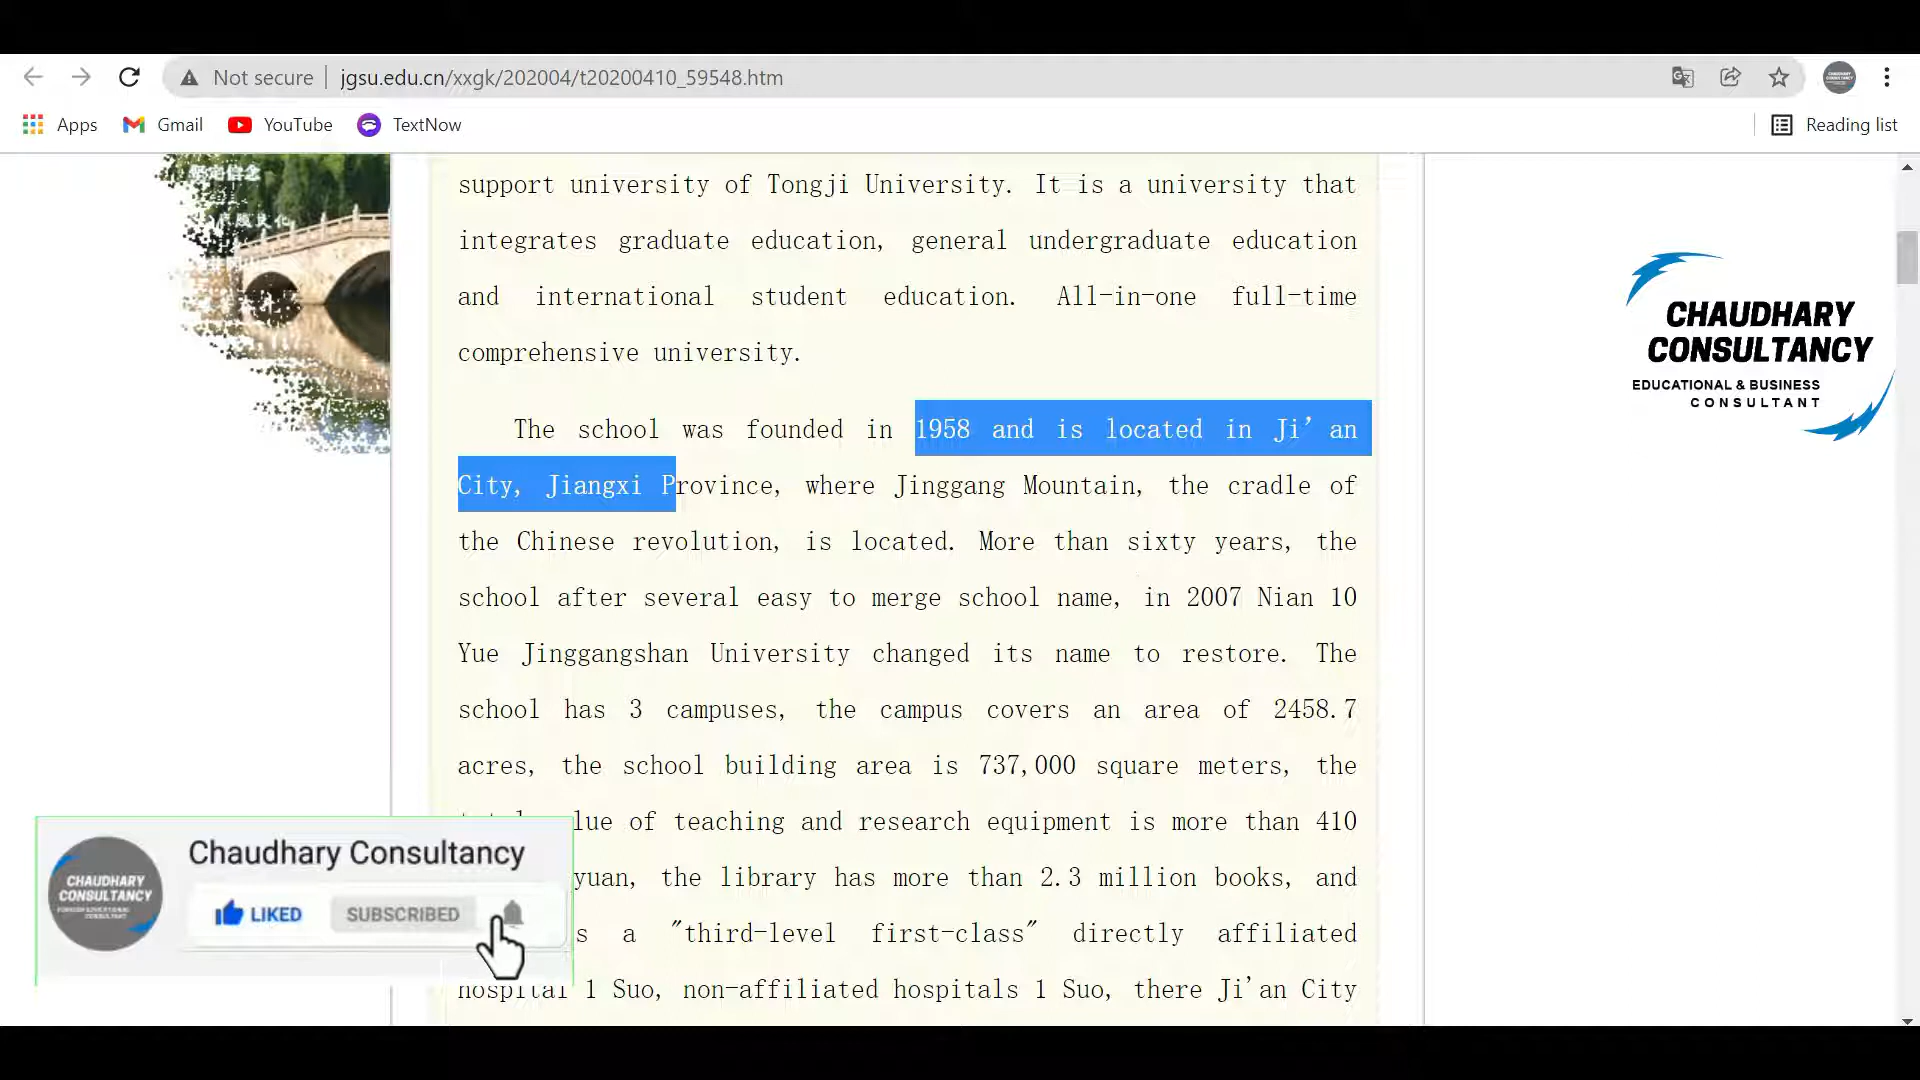 Not secure
jgsu.edu.cn/xxgk/202004/t20200410_59548.htm
Apps
Gmail
YouTube
TextNow
Reading list
support university of Tongji University. It is a university that
integrates graduate education, general undergraduate education
and international student education. All-in-one full-time
comprehensive university.
The school was founded in 1958 and is located in Ji’an
City, Jiangxi Province, where Jinggang Mountain, the cradle of
the Chinese revolution, is located. More than sixty years, the
school after several easy to merge school name, in 2007 Nian 10
Yue Jinggangshan University changed its name to restore. The
school has 3 campuses, the campus covers an area of 2458.7
acres, the school building area is 737,000 square meters, the
lue of teaching and research equipment is more than 410
yuan, the library has more than 2.3 million books, and
s a "third-level first-class" directly affiliated
hospital 1 Suo, non-affiliated hospitals 1 Suo, there Ji'an City
CHAUDHARY
CONSULTANCY
EDUCATIONAL & BUSINESS
CONSULTANT
Chaudhary Consultancy
CHAUDHARY
CONSULTANCY
LIKED
SUBSCRIBED